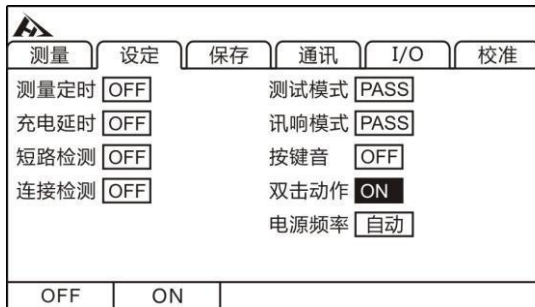 测量 设定 保存 通讯 I/O 校准
测量定时 OFF 测试模式 PASS
充电延时 OFF 讯响模式 PASS
短路检测 OFF 按键音 OFF
连接检测 OFF 双击动作 ON
电源频率 自动
OFF ON